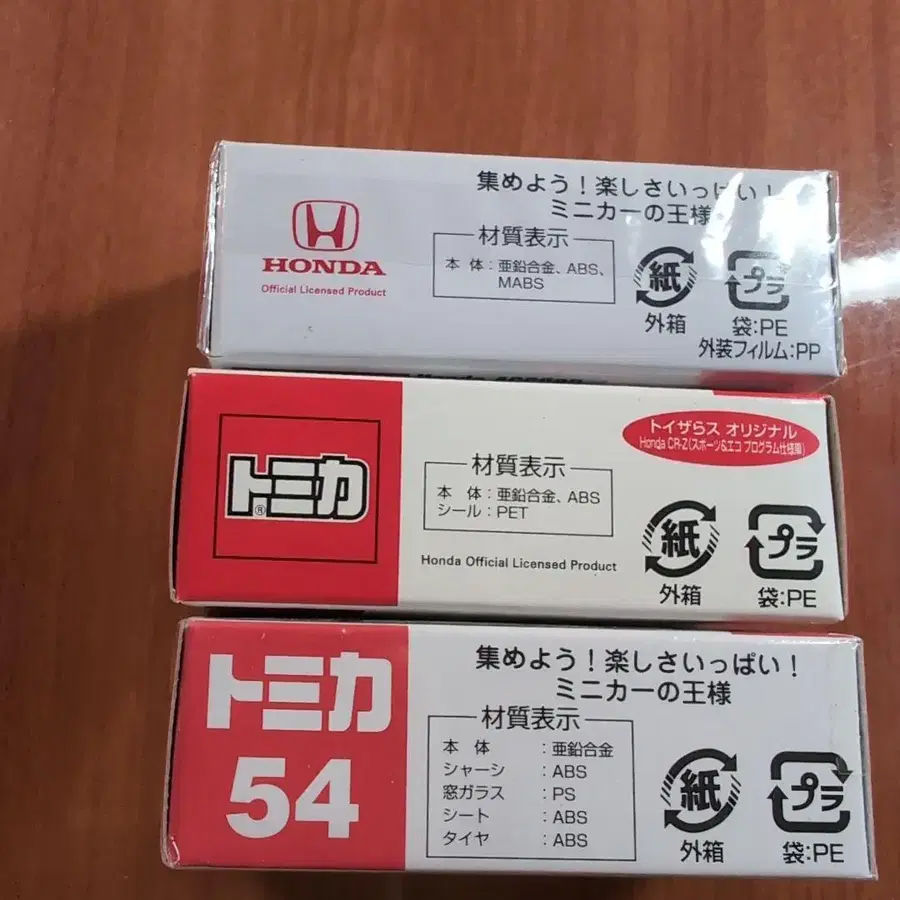 集めよう！楽しさいっぱい！
ミニカーの王様
HONDA
Official Licensed Product
材質表示
本 体：亜鉛合金、ABS、
MABS
紙
外箱
プラ
袋:PE
外装フィルム:PP
トミカ®
トイザらス オリジナル
Honda CR-Z(スポーツ&エコ プログラム仕様車)
材質表示
本 体：亜鉛合金、ABS
シール：PET
Honda Official Licensed Product
紙
外箱
プラ
袋:PE
トミカ
54
集めよう！楽しさいっぱい！
ミニカーの王様
材質表示
本 体 ：亜鉛合金
シャーシ ：ABS
窓ガラス ：PS
シート ：ABS
タイヤ ：ABS
紙
外箱
プラ
袋:PE